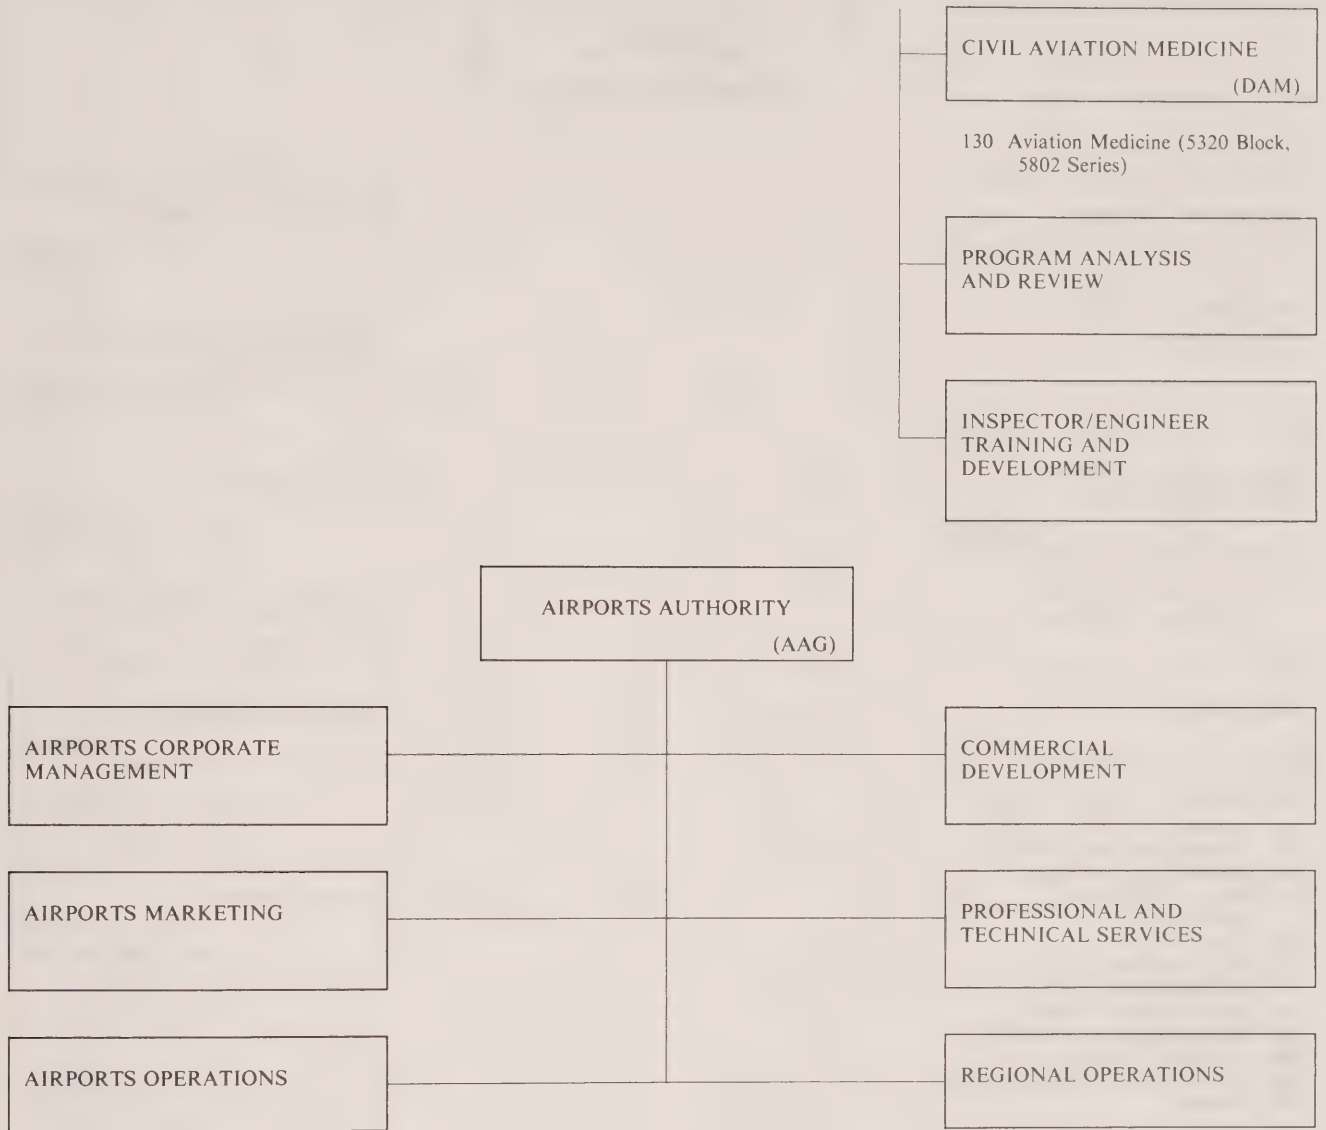 CIVIL AVIATION MEDICINE
(DAM)
130 Aviation Medicine (5320 Block,
5802 Series)
PROGRAM ANALYSIS
AND REVIEW
INSPECTOR/ENGINEER
TRAINING AND
DEVELOPMENT
AIRPORTS AUTHORITY
(AAG)
AIRPORTS CORPORATE
MANAGEMENT
COMMERCIAL
DEVELOPMENT
AIRPORTS MARKETING
PROFESSIONAL AND
TECHNICAL SERVICES
AIRPORTS OPERATIONS
REGIONAL OPERATIONS